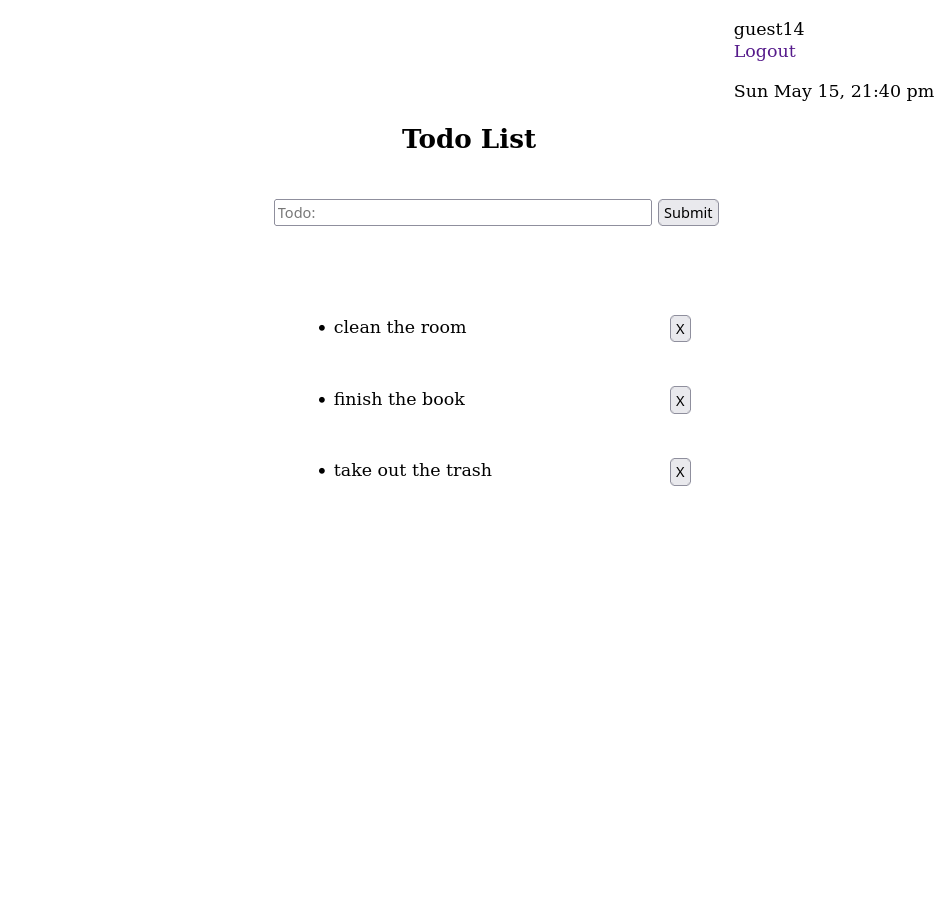 guest14
Logout
Sun May 15, 21:40 pm
Todo List
Todo: Submit
• clean the room X
• finish the book X
• take out the trash X